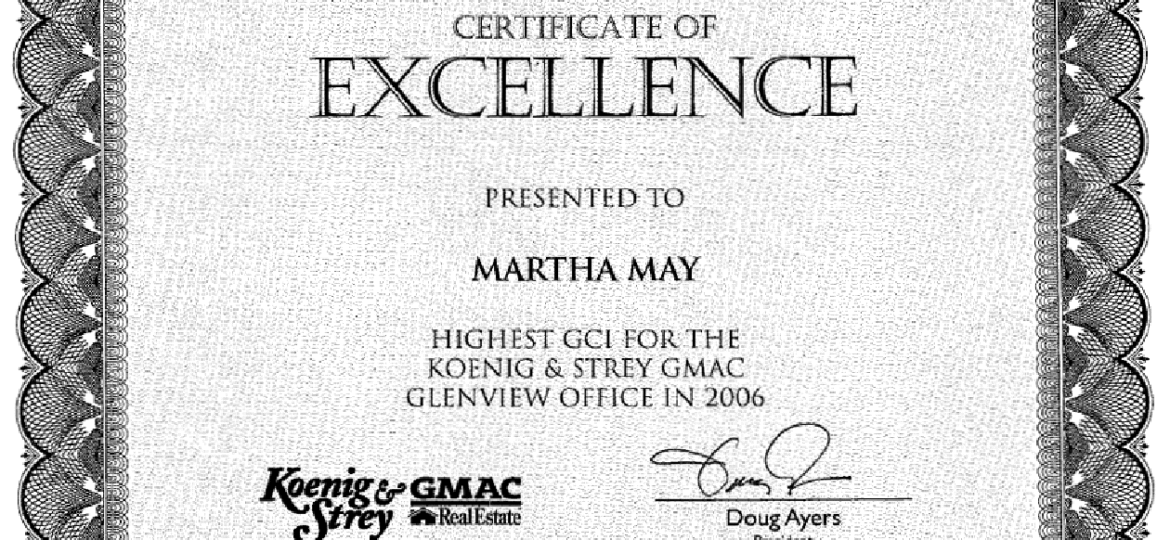 CERTIFICATE OF
EXCELLENCE
PRESENTED TO
MARTHA MAY
HIGHEST GCI FOR THE
KOENIG & STREY GMAC
GLENVIEW OFFICE IN 2006
Koenig &
Strey
GMAC
Real Estate
Doug Ayers